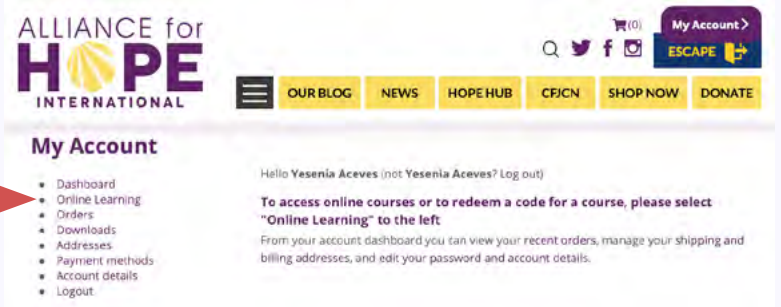 ALLIANCE for
HOPE
INTERNATIONAL
(0)
My Account >
ESCAPE
OUR BLOG
NEWS
HOPE HUB
CFJCN
SHOP NOW
DONATE
My Account
Dashboard
Online Learning
Orders
Downloads
Addresses
Payment methods
Account details
Logout
Hello Yesenia Aceves (not Yesenia Aceves? Log out)
To access online courses or to redeem a code for a course, please select
"Online Learning" to the left
From your account dashboard you can view your recent orders, manage your shipping and
billing addresses, and edit your password and account details.